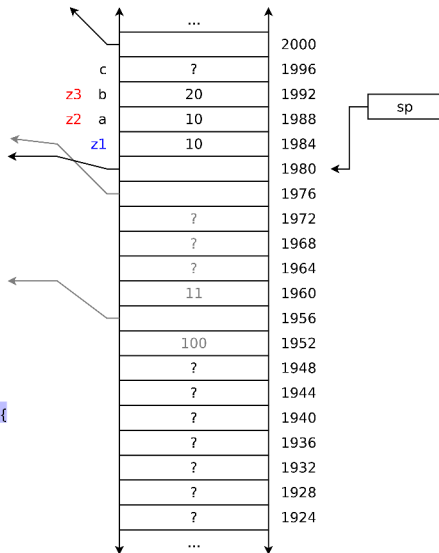 ...
2000
c ? 1996
z3 b 20 1992
sp
z2 a 10 1988
z1 10 1984
1980
1976
? 1972
? 1968
? 1964
11 1960
1956
100 1952
? 1948
? 1944
{ ? 1940
? 1936
? 1932
? 1928
? 1924
...